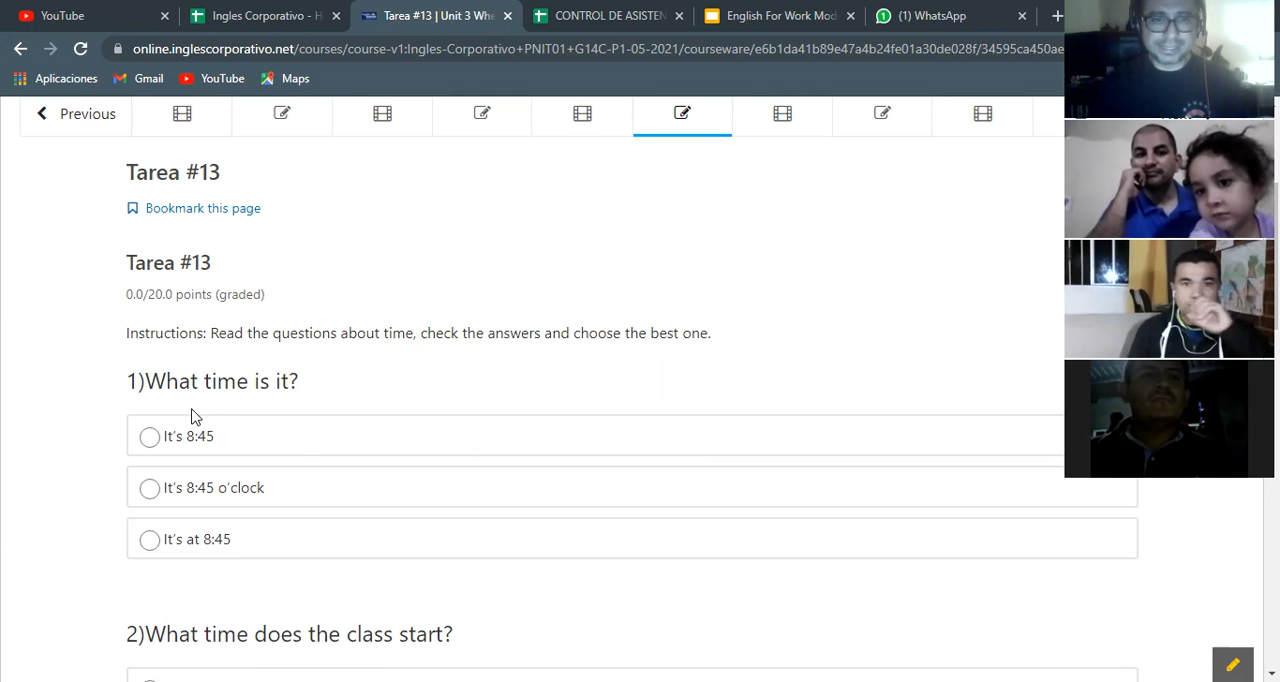 YouTube
Ingles Corporativo - H
Tarea #13 | Unit 3 Whe
CONTROL DE ASISTEN
English For Work Mod
(1) WhatsApp
online.inglescorporativo.net/courses/course-v1:Ingles-Corporativo+PNIT01+G14C-P1-05-2021/courseware/e6b1da41b89e47a4b24fe01a30de028f/34595ca450ae
Aplicaciones
Gmail
YouTube
Maps
Previous
Tarea #13
Bookmark this page
Tarea #13
0.0/20.0 points (graded)
Instructions: Read the questions about time, check the answers and choose the best one.
1)What time is it?
It's 8:45
It's 8:45 o'clock
It's at 8:45
2)What time does the class start?